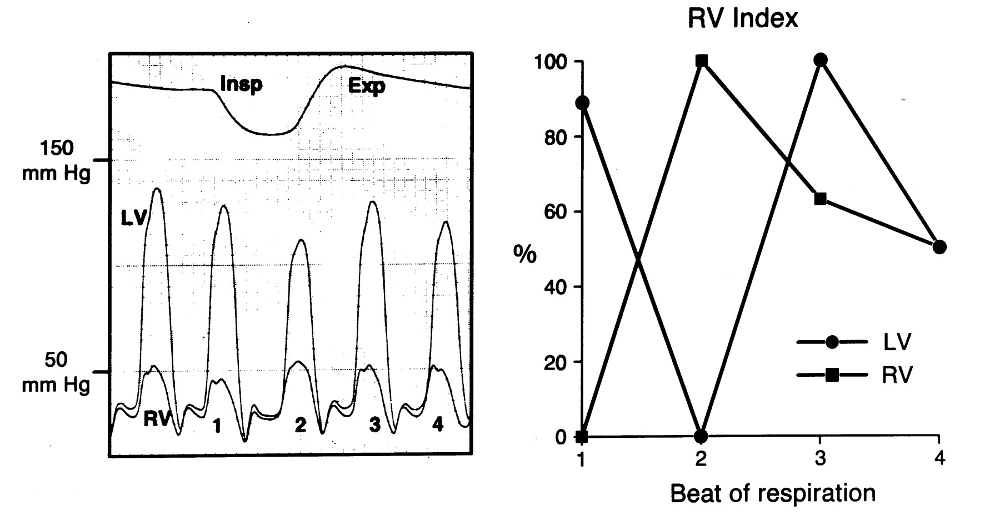 Insp
Exp
150
mm Hg
LV
50
mm Hg
RV
1
2
3
4
RV Index
100
80
60
%
40
20
0
LV
RV
1
2
3
4
Beat of respiration